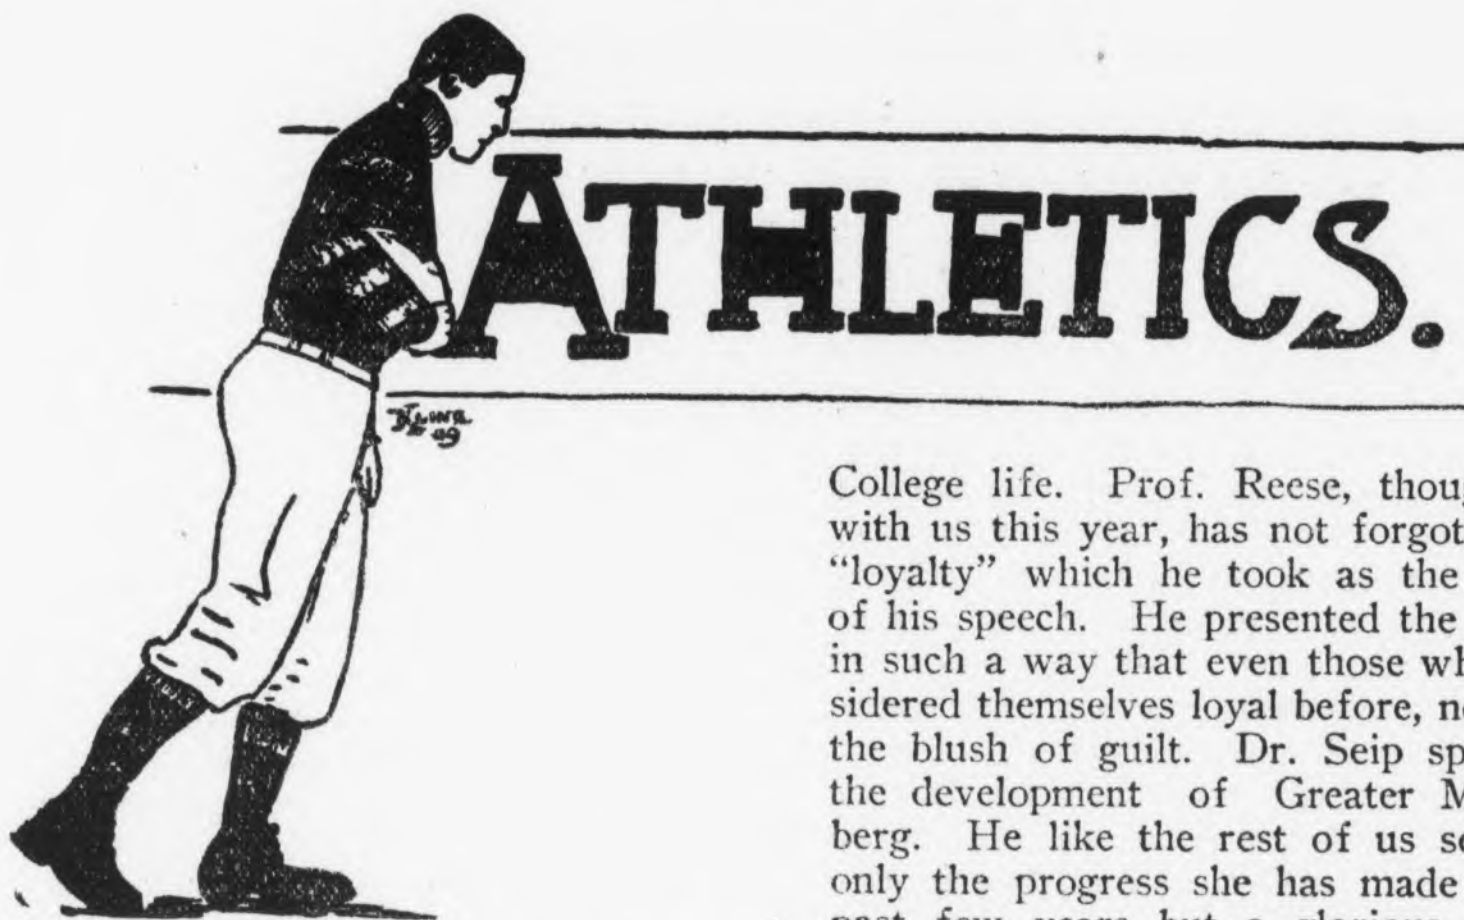 ATHLETICS.
09
College life. Prof. Reese, thou
with us this year, has not forgot
“loyalty” which he took as the
of his speech. He presented the
in such a way that even those wh
sidered themselves loyal before, n
the blush of guilt. Dr. Seip sp
the development of Greater M
berg. He like the rest of us s
only the progress she has made